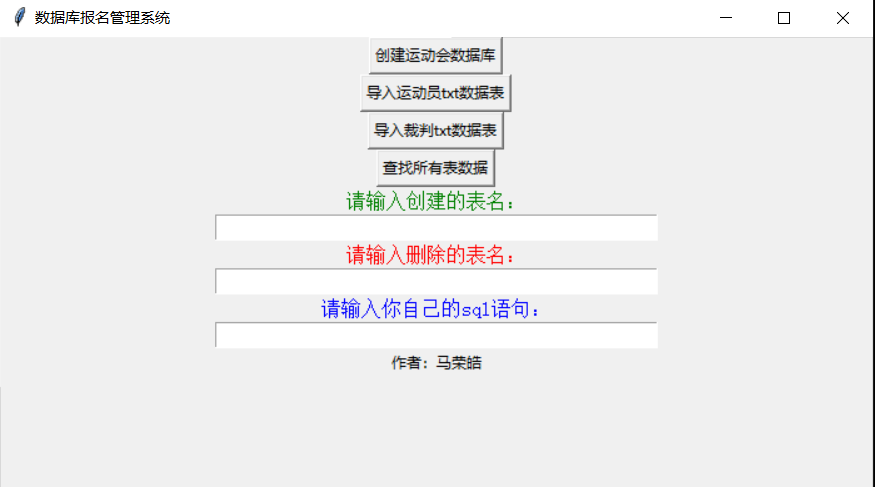 数据库报名管理系统
创建运动会数据库
导入运动员txt数据表
导入裁判txt数据表
查找所有表数据
请输入创建的表名：
请输入删除的表名：
请输入你自己的sql语句：
作者：马荣皓